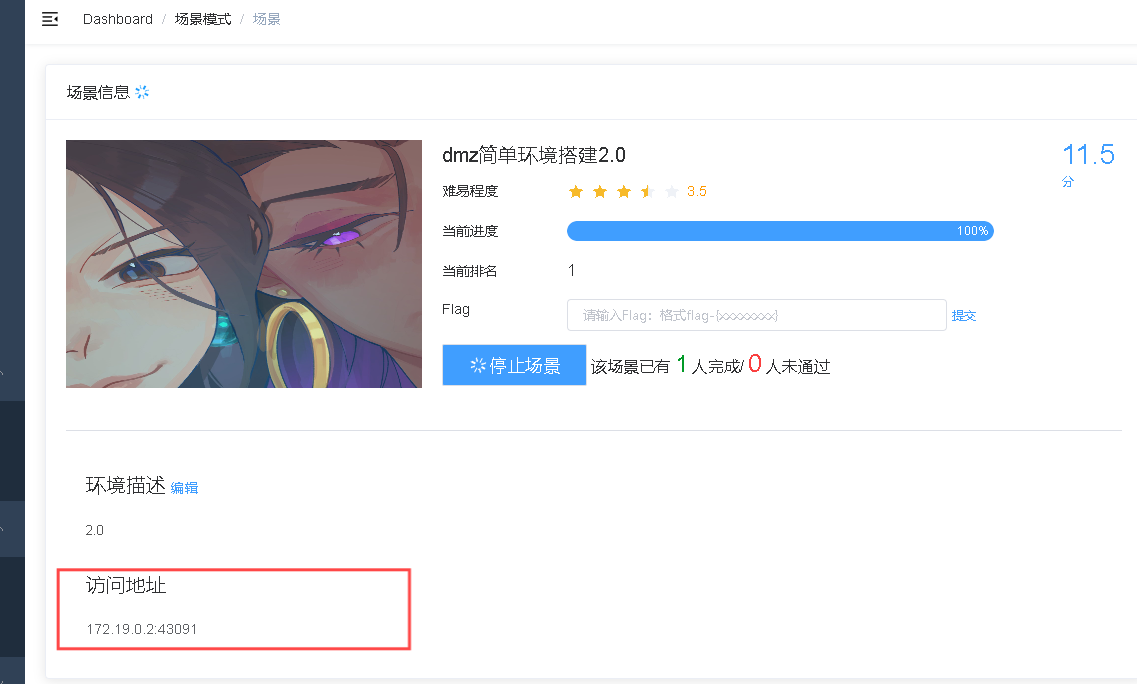 Dashboard / 场景模式 / 场景
场景信息
dmz简单环境搭建2.0
11.5
分
难易程度 3.5
当前进度 100%
当前排名 1
Flag 请输入Flag：格式flag-{xxxxxxxx}  提交
停止场景 该场景已有 1 人完成/ 0 人未通过
环境描述 编辑
2.0
访问地址
172.19.0.2:43091